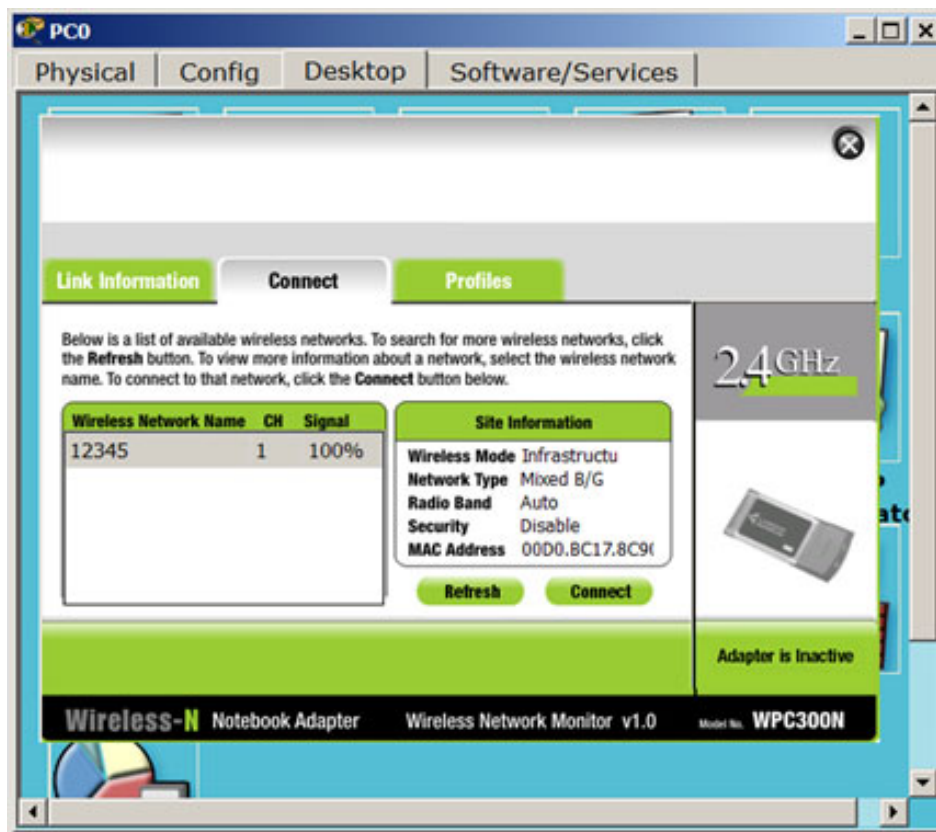 PC0
Physical Config Desktop Software/Services
Link Information Connect Profiles
Below is a list of available wireless networks. To search for more wireless networks, click
the Refresh button. To view more information about a network, select the wireless network
name. To connect to that network, click the Connect button below.
2.4GHz
Wireless Network Name CH Signal
12345 1 100%
Site Information
Wireless Mode Infrastructu
Network Type Mixed B/G
Radio Band Auto
Security Disable
MAC Address 00D0.BC17.8C9
Refresh Connect
Adapter is Inactive
Wireless-N Notebook Adapter Wireless Network Monitor v1.0 Model No. WPC300N